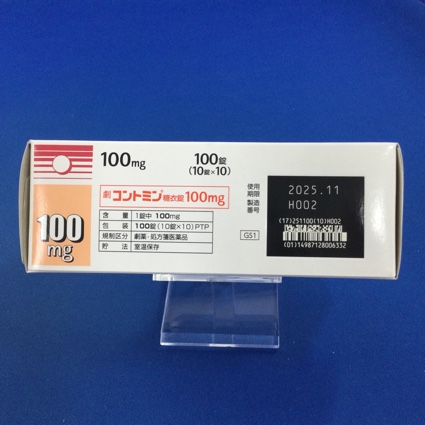 100mg
100錠
(10錠×10)
劇 コントミン糖衣錠100mg
含 量 1錠中 100mg
包 装 100錠(10錠×10)PTP
規制区分 劇薬・処方箋医薬品
貯 法 室温保存
GS1
使用
期限
製造
番号
2025.11
H002
(17)251100(10)H002
(01)14987128006332
100
mg